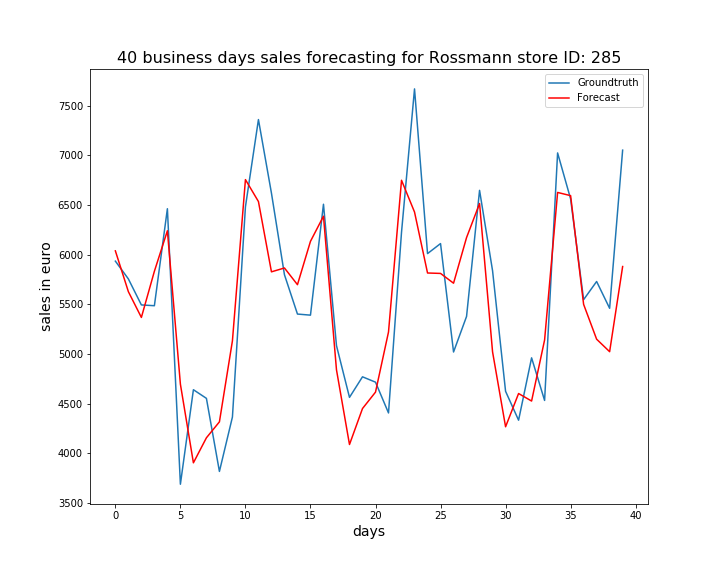 40 business days sales forecasting for Rossmann store ID: 285
Groundtruth
Forecast
7500
7000
6500
6000
5500
5000
4500
4000
3500
sales in euro
0 5 10 15 20 25 30 35 40
days